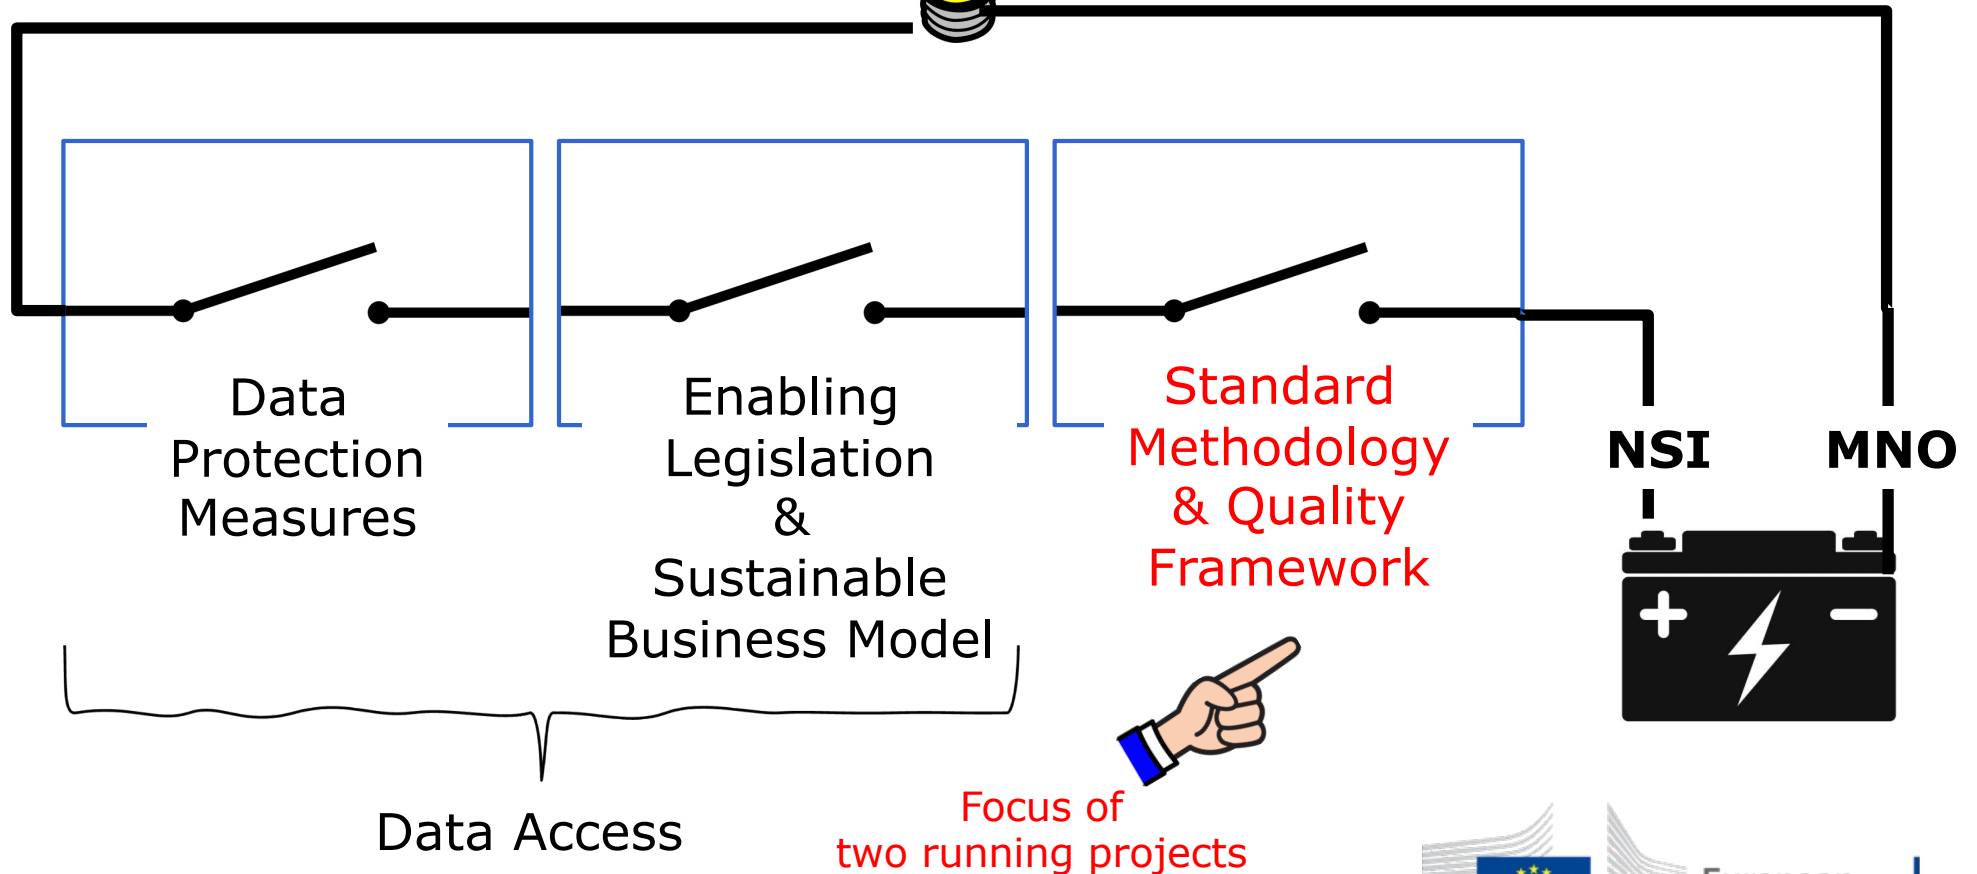 Data
Protection
Measures
Enabling
Legislation
&
Sustainable
Business Model
Standard
Methodology
& Quality
Framework
NSI
MNO
Data Access
Focus of
two running projects